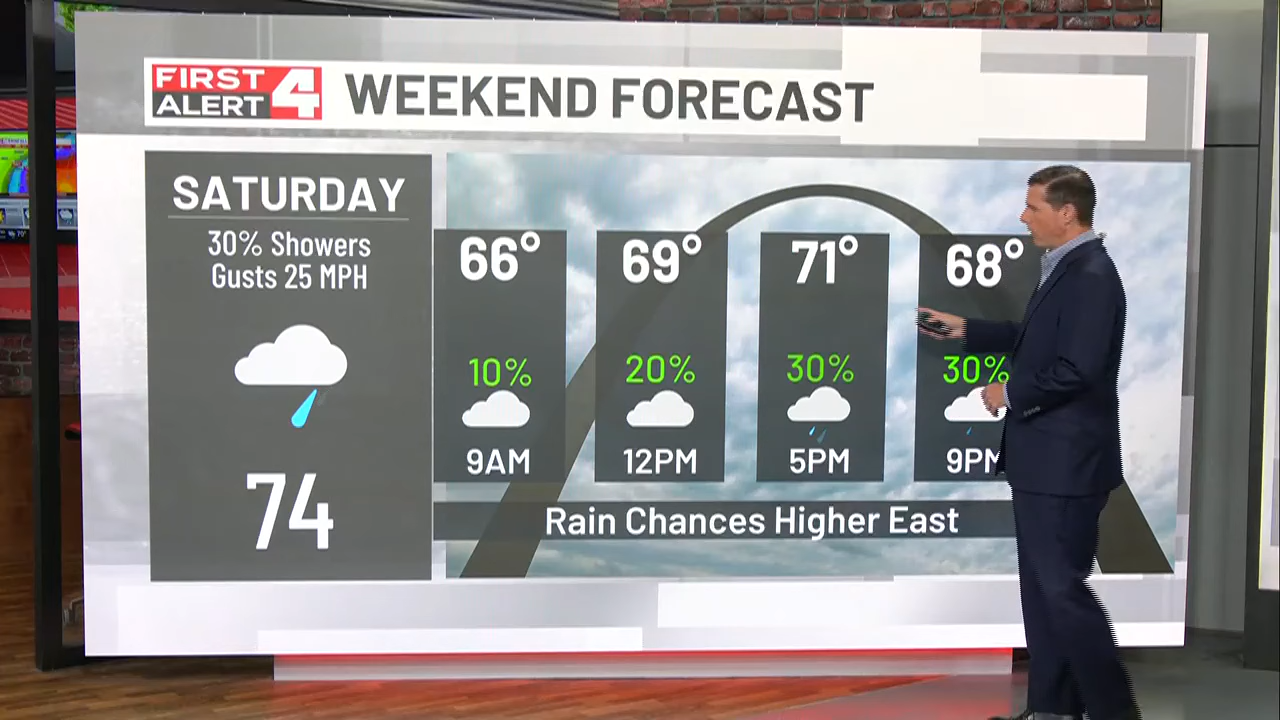 FIRST
ALERT 4
WEEKEND FORECAST
SATURDAY
30% Showers
Gusts 25 MPH
74
66° 69° 71° 68°
10% 20% 30% 30%
9AM 12PM 5PM 9PM
Rain Chances Higher East